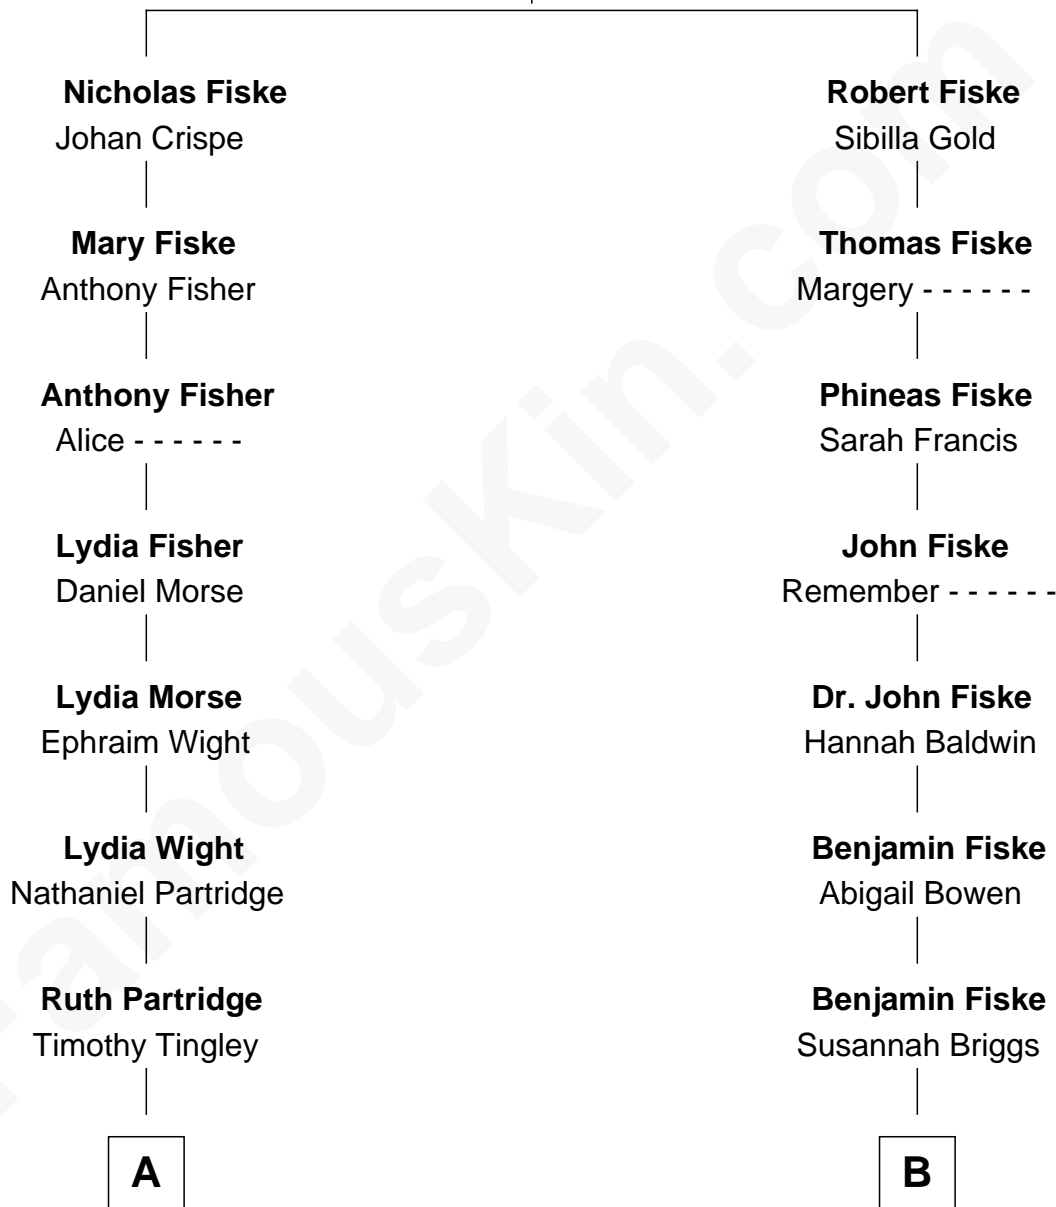 Nicholas Fiske
Johan Crispe
Mary Fiske
Anthony Fisher
Anthony Fisher
Alice - - - - - -
Lydia Fisher
Daniel Morse
Lydia Morse
Ephraim Wight
Lydia Wight
Nathaniel Partridge
Ruth Partridge
Timothy Tingley
A
Robert Fiske
Sibilla Gold
Thomas Fiske
Margery - - - - - -
Phineas Fiske
Sarah Francis
John Fiske
Remember - - - - - -
Dr. John Fiske
Hannah Baldwin
Benjamin Fiske
Abigail Bowen
Benjamin Fiske
Susannah Briggs
B
FamousKin.com